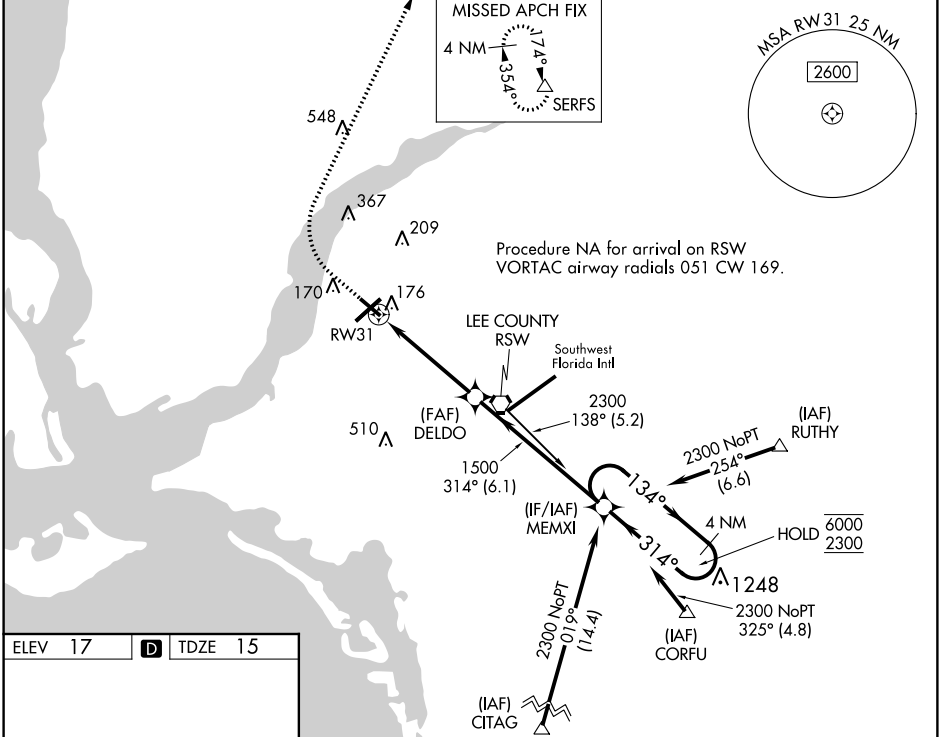 MISSED APCH FIX
4 NM
174°
354°
SERFS
MSA RW31 25 NM
2600
548
367
209
Procedure NA for arrival on RSW
VORTAC airway radials 051 CW 169.
170
176
RW31
LEE COUNTY
RSW
Southwest
Florida Intl
2300
138° (5.2)
(FAF)
DELDO
510
1500
314° (6.1)
(IAF)
RUTHY
2300 NoPT
254°
(6.6)
(IF/IAF)
MEMXI
134°
4 NM
314°
HOLD
6000
2300
1248
2300 NoPT
325° (4.8)
(IAF)
CORFU
2300 NoPT
019°
(14.4)
(IAF)
CITAG
ELEV 17
D
TDZE 15